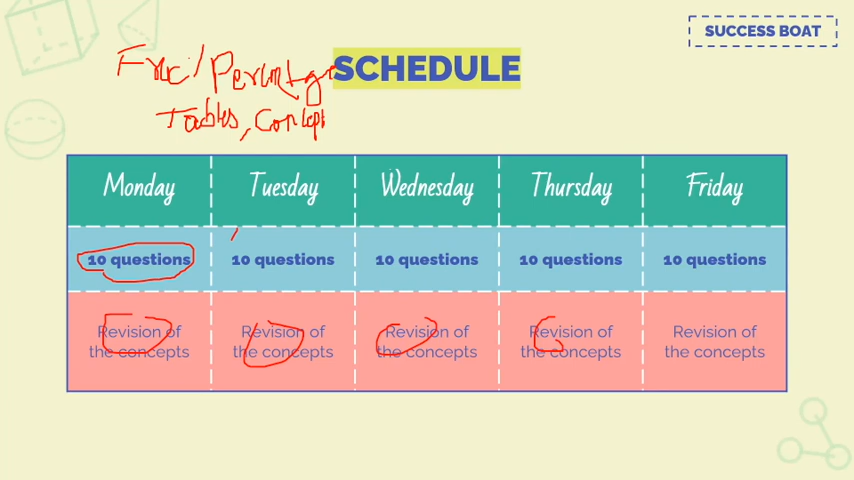 SUCCESS BOAT
SCHEDULE
Frac/Percentage
Tables, Concept
Monday Tuesday Wednesday Thursday Friday
10 questions 10 questions 10 questions 10 questions 10 questions
Revision of Revision of Revision of Revision of Revision of
the concepts the concepts the concepts the concepts the concepts